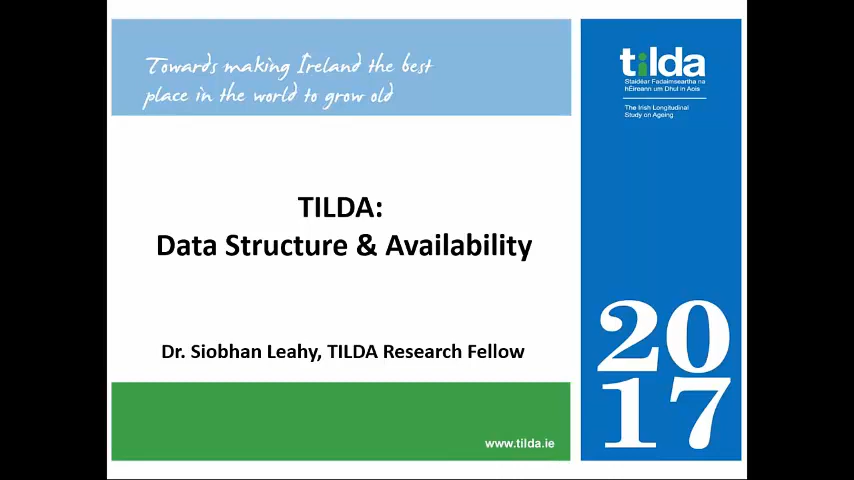 Towards making Ireland the best
place in the world to grow old
tilda
Staidéar Fadaimseartha na
hÉireann um Dhul in Aois
The Irish Longitudinal
Study on Ageing
TILDA:
Data Structure & Availability
Dr. Siobhan Leahy, TILDA Research Fellow
20
17
www.tilda.ie